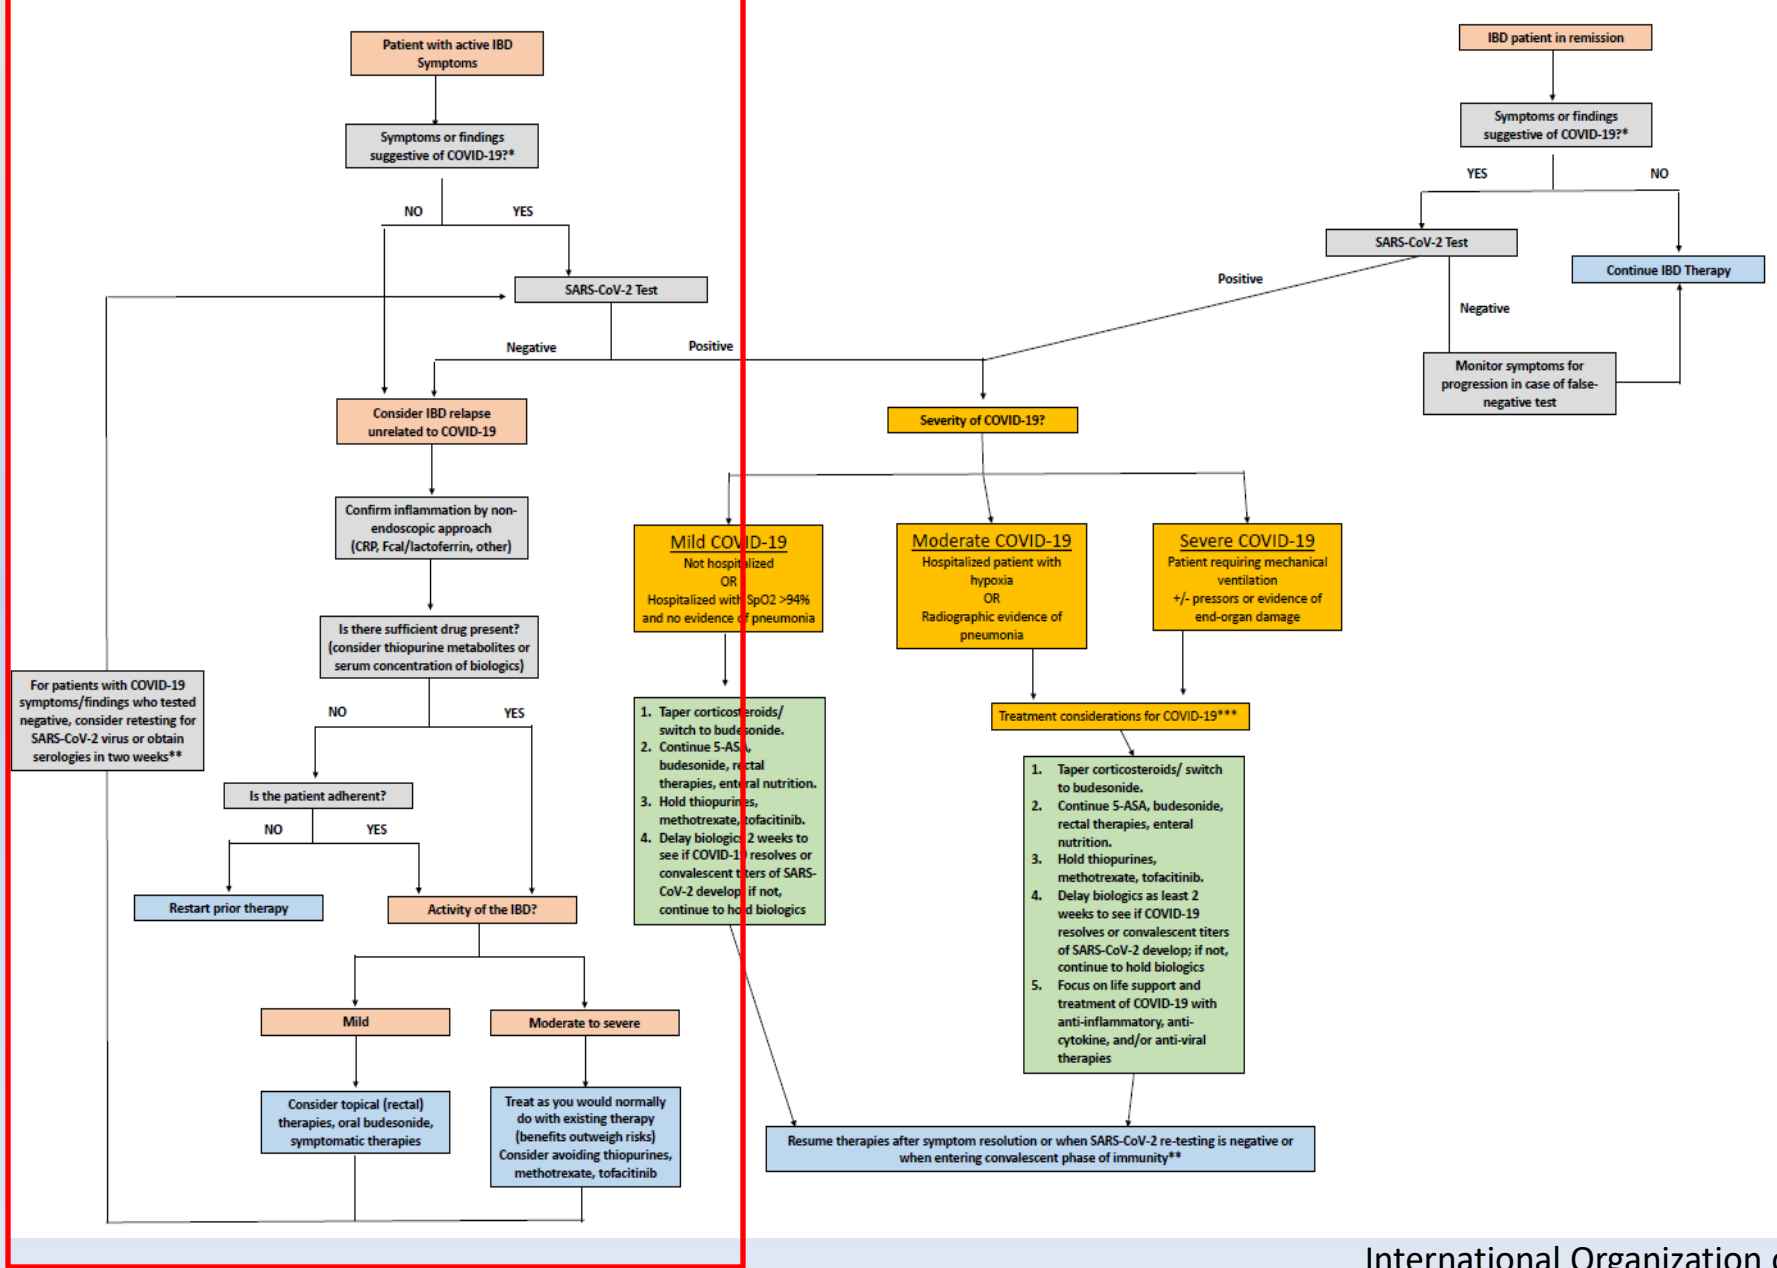 Patient with active IBD
Symptoms
Symptoms or findings
suggestive of COVID-19?*
NO
YES
SARS-CoV-2 Test
Negative
Positive
Consider IBD relapse
unrelated to COVID-19
Confirm inflammation by non-
endoscopic approach
(CRP, Fcal/lactoferrin, other)
Is there sufficient drug present?
(consider thiopurine metabolites or
serum concentration of biologics)
For patients with COVID-19
symptoms/findings who tested
negative, consider retesting for
SARS-CoV-2 virus or obtain
serologies in two weeks**
NO
YES
Is the patient adherent?
NO
YES
Restart prior therapy
Activity of the IBD?
Mild
Moderate to severe
Consider topical (rectal)
therapies, oral budesonide,
symptomatic therapies
Treat as you would normally
do with existing therapy
(benefits outweigh risks)
Consider avoiding thiopurines,
methotrexate, tofacitinib
IBD patient in remission
Symptoms or findings
suggestive of COVID-19?*
YES
NO
SARS-CoV-2 Test
Continue IBD Therapy
Positive
Negative
Monitor symptoms for
progression in case of false-
negative test
Severity of COVID-19?
Mild COVID-19
Not hospitalized
OR
Hospitalized with SpO2 >94%
and no evidence of pneumonia
Moderate COVID-19
Hospitalized patient with
hypoxia
OR
Radiographic evidence of
pneumonia
Severe COVID-19
Patient requiring mechanical
ventilation
+/- pressors or evidence of
end-organ damage
1. Taper corticosteroids/
switch to budesonide.
2. Continue 5-ASA,
budesonide, rectal
therapies, enteral nutrition.
3. Hold thiopurines,
methotrexate, tofacitinib.
4. Delay biologics 2 weeks to
see if COVID-19 resolves or
convalescent titers of SARS-
CoV-2 develop; if not,
continue to hold biologics
Treatment considerations for COVID-19***
1. Taper corticosteroids/ switch
to budesonide.
2. Continue 5-ASA, budesonide,
rectal therapies, enteral
nutrition.
3. Hold thiopurines,
methotrexate, tofacitinib.
4. Delay biologics as least 2
weeks to see if COVID-19
resolves or convalescent titers
of SARS-CoV-2 develop; if not,
continue to hold biologics
5. Focus on life support and
treatment of COVID-19 with
anti-inflammatory, anti-
cytokine, and/or anti-viral
therapies
Resume therapies after symptom resolution or when SARS-CoV-2 re-testing is negative or
when entering convalescent phase of immunity**
International Organization